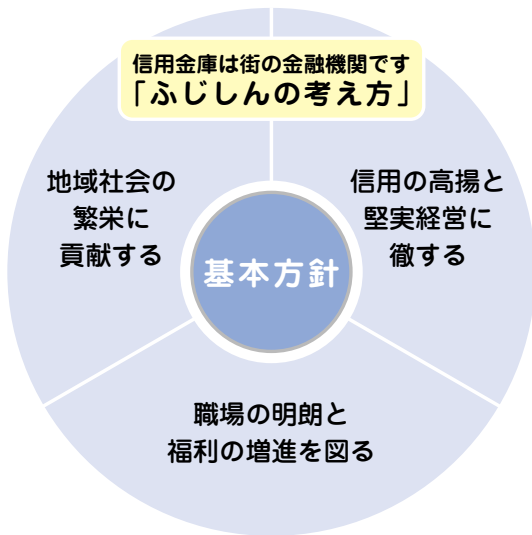 信用金庫は街の金融機関です
「ふじしんの考え方」
地域社会の
繁栄に
貢献する
信用の高揚と
堅実経営に
徹する
基本方針
職場の明朗と
福利の増進を図る